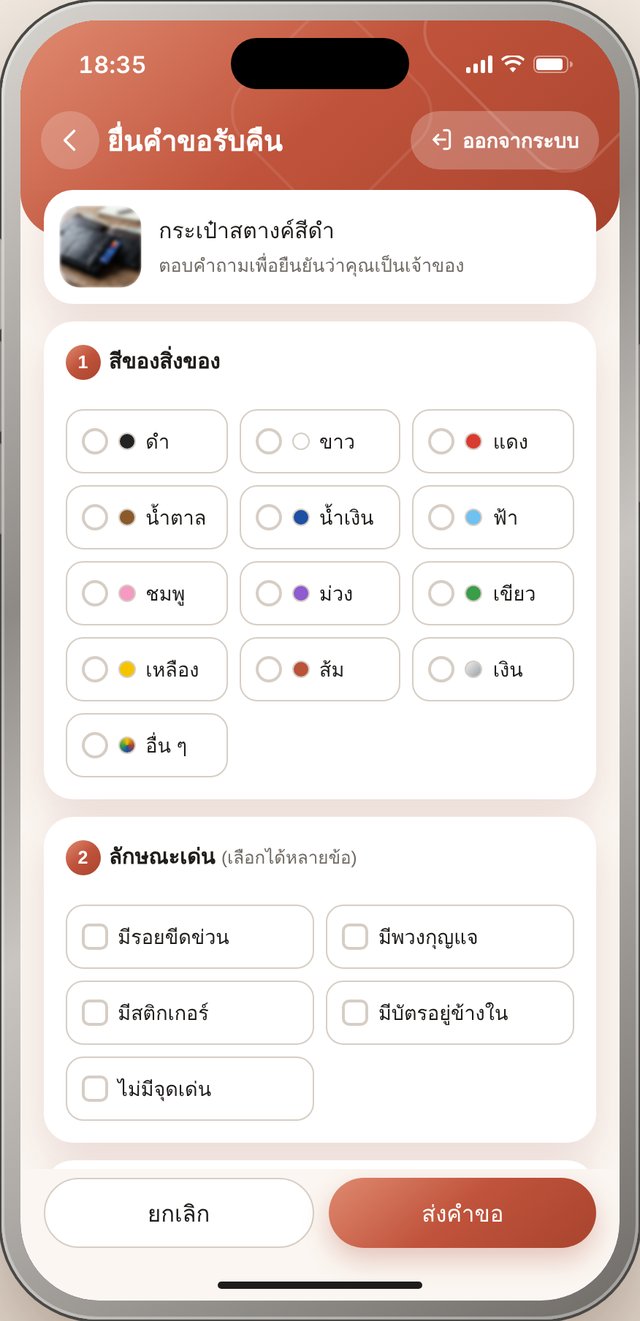 18:35
ยื่นคำขอรับคืน
ออกจากระบบ
กระเป๋าสตางค์สีดำ
ตอบคำถามเพื่อยืนยันว่าคุณเป็นเจ้าของ
1 สีของสิ่งของ
ดำ ขาว แดง
น้ำตาล น้ำเงิน ฟ้า
ชมพู ม่วง เขียว
เหลือง ส้ม เงิน
อื่น ๆ
2 ลักษณะเด่น (เลือกได้หลายข้อ)
มีรอยขีดข่วน มีพวงกุญแจ
มีสติกเกอร์ มีบัตรอยู่ข้างใน
ไม่มีจุดเด่น
ยกเลิก ส่งคำขอ